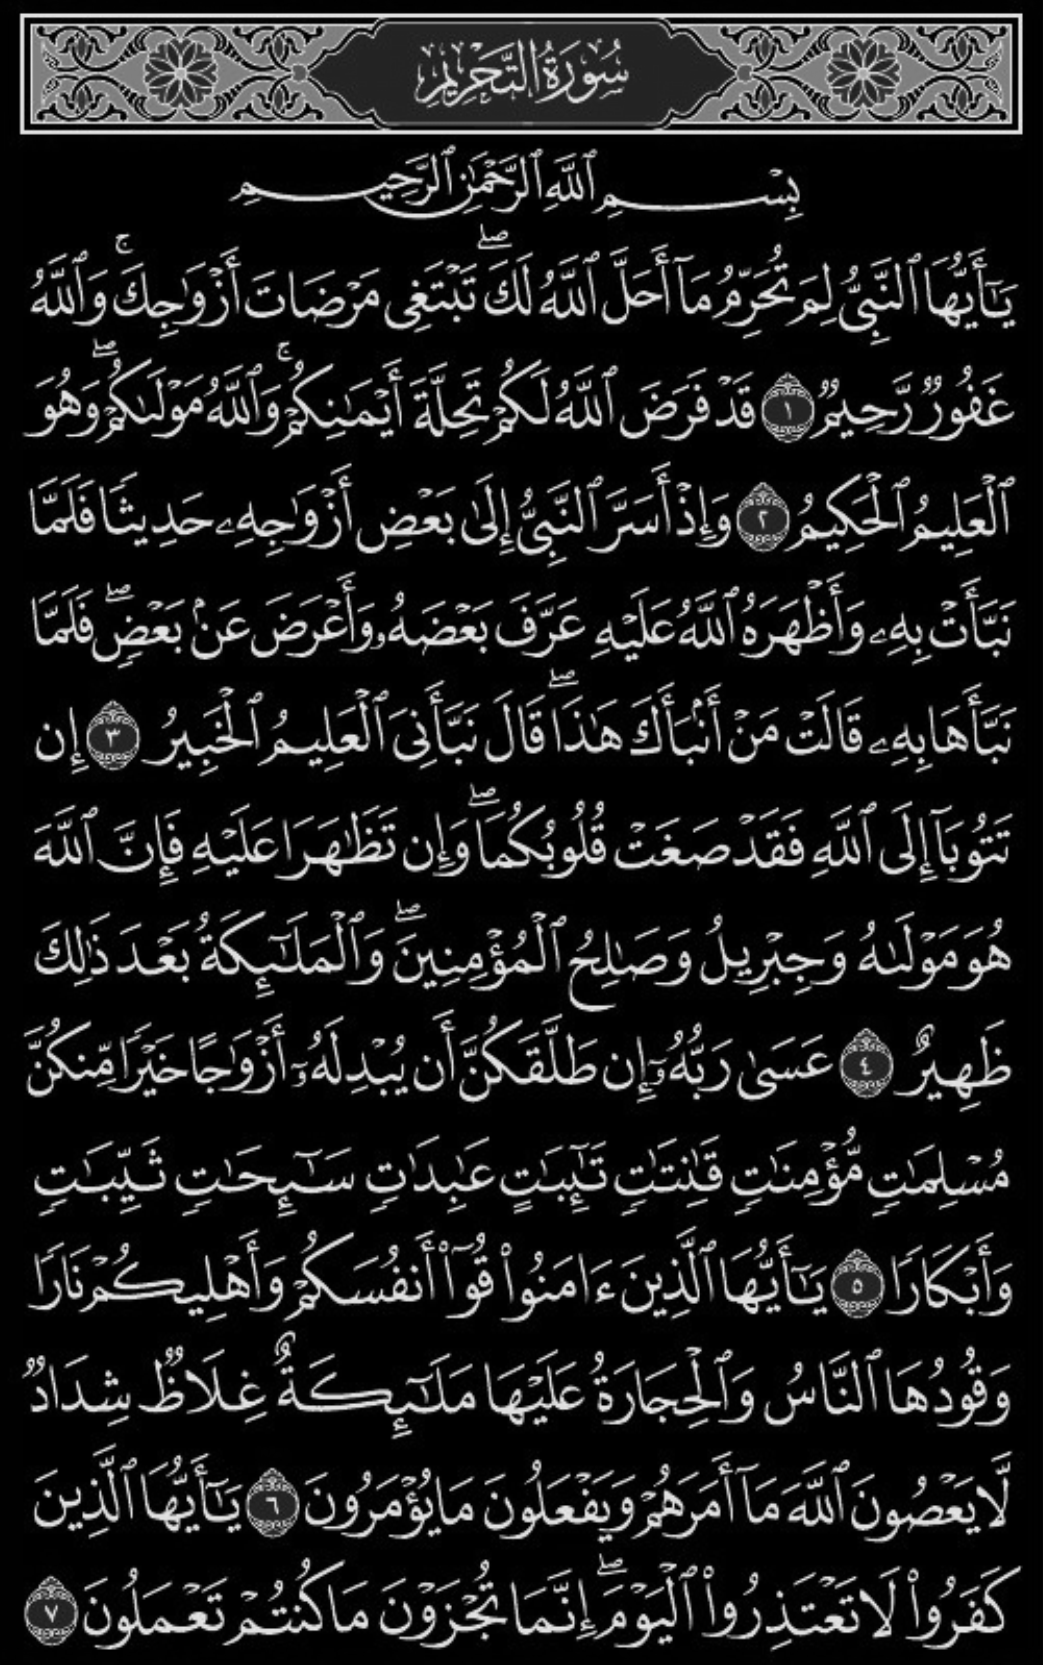 سُورَةُ التَّحۡرِيمِ
بِسۡمِ ٱللَّهِ ٱلرَّحۡمَٰنِ ٱلرَّحِيمِ
يَٰٓأَيُّهَا ٱلنَّبِيُّ لِمَ تُحَرِّمُ مَآ أَحَلَّ ٱللَّهُ لَكَۖ تَبۡتَغِي مَرۡضَاتَ أَزۡوَٰجِكَۚ وَٱللَّهُ
غَفُورٞ رَّحِيمٞ ١ قَدۡ فَرَضَ ٱللَّهُ لَكُمۡ تَحِلَّةَ أَيۡمَٰنِكُمۡۚ وَٱللَّهُ مَوۡلَىٰكُمۡۖ وَهُوَ
ٱلۡعَلِيمُ ٱلۡحَكِيمُ ٢ وَإِذۡ أَسَرَّ ٱلنَّبِيُّ إِلَىٰ بَعۡضِ أَزۡوَٰجِهِۦ حَدِيثٗا فَلَمَّا
نَبَّأَتۡ بِهِۦ وَأَظۡهَرَهُ ٱللَّهُ عَلَيۡهِ عَرَّفَ بَعۡضَهُۥ وَأَعۡرَضَ عَنۢ بَعۡضٖۖ فَلَمَّا
نَبَّأَهَا بِهِۦ قَالَتۡ مَنۡ أَنۢبَأَكَ هَٰذَاۖ قَالَ نَبَّأَنِيَ ٱلۡعَلِيمُ ٱلۡخَبِيرُ ٣ إِن
تَتُوبَآ إِلَى ٱللَّهِ فَقَدۡ صَغَتۡ قُلُوبُكُمَاۖ وَإِن تَظَٰهَرَا عَلَيۡهِ فَإِنَّ ٱللَّهَ
هُوَ مَوۡلَىٰهُ وَجِبۡرِيلُ وَصَٰلِحُ ٱلۡمُؤۡمِنِينَۖ وَٱلۡمَلَٰٓئِكَةُ بَعۡدَ ذَٰلِكَ
ظَهِيرٌ ٤ عَسَىٰ رَبُّهُۥٓ إِن طَلَّقَكُنَّ أَن يُبۡدِلَهُۥٓ أَزۡوَٰجًا خَيۡرٗا مِّنكُنَّ
مُسۡلِمَٰتٖ مُّؤۡمِنَٰتٖ قَٰنِتَٰتٖ تَٰٓئِبَٰتٍ عَٰبِدَٰتٖ سَٰٓئِحَٰتٖ ثَيِّبَٰتٖ
وَأَبۡكَارٗا ٥ يَٰٓأَيُّهَا ٱلَّذِينَ ءَامَنُواْ قُوٓاْ أَنفُسَكُمۡ وَأَهۡلِيكُمۡ نَارٗا
وَقُودُهَا ٱلنَّاسُ وَٱلۡحِجَارَةُ عَلَيۡهَا مَلَٰٓئِكَةٌ غِلَاظٞ شِدَادٞ
لَّا يَعۡصُونَ ٱللَّهَ مَآ أَمَرَهُمۡ وَيَفۡعَلُونَ مَا يُؤۡمَرُونَ ٦ يَٰٓأَيُّهَا ٱلَّذِينَ
كَفَرُواْ لَا تَعۡتَذِرُواْ ٱلۡيَوۡمَۖ إِنَّمَا تُجۡزَوۡنَ مَا كُنتُمۡ تَعۡمَلُونَ ٧